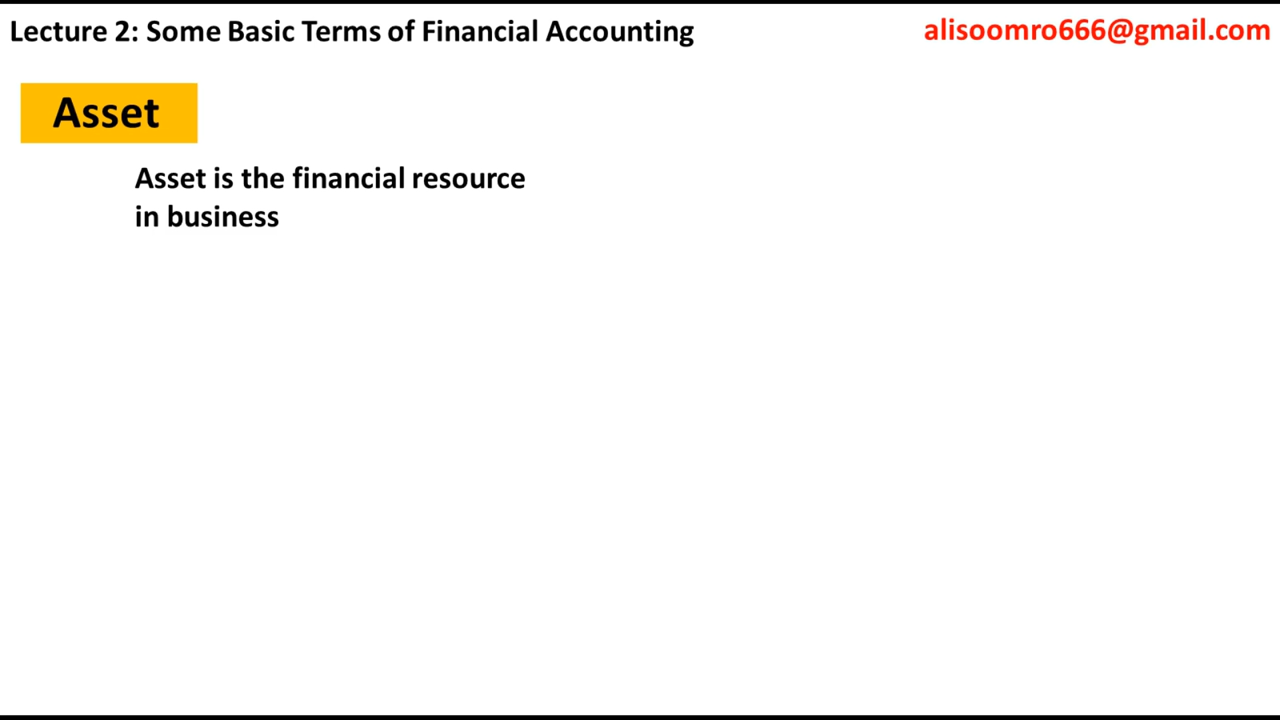 Lecture 2: Some Basic Terms of Financial Accounting
alisoomro666@gmail.com
Asset
Asset is the financial resource
in business